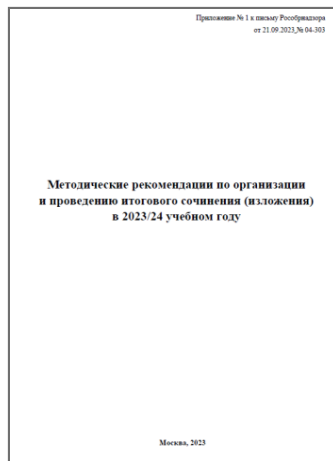 Приложение № 1 к письму Рособрнадзора
от 21.09.2023 № 04-303
Методические рекомендации по организации
и проведению итогового сочинения (изложения)
в 2023/24 учебном году
Москва, 2023